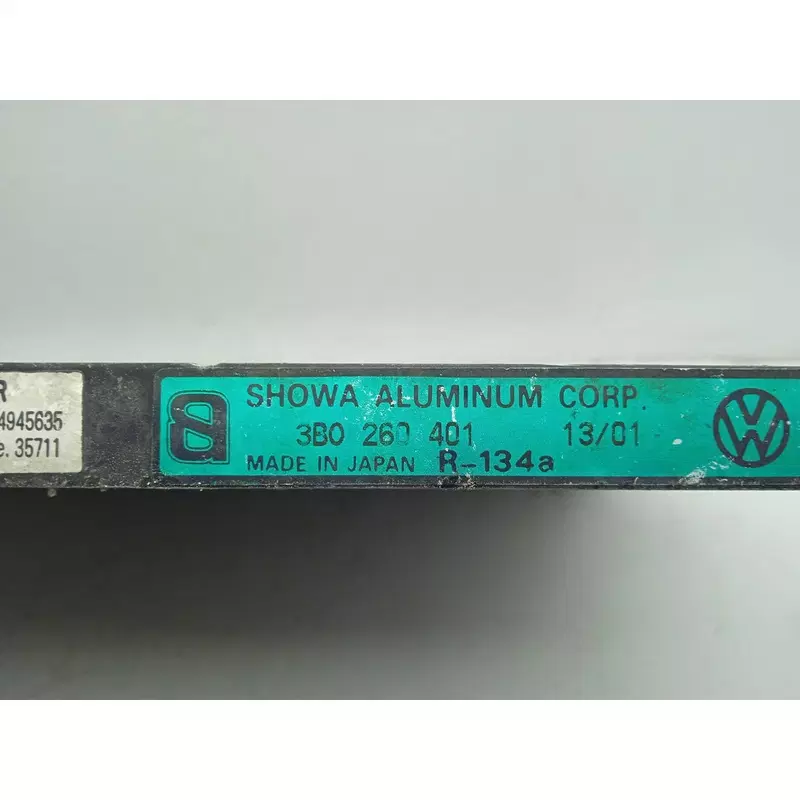 R
4945635
e. 35711
SHOWA ALUMINUM CORP.
3B0 260 401 13/01
MADE IN JAPAN R-134a